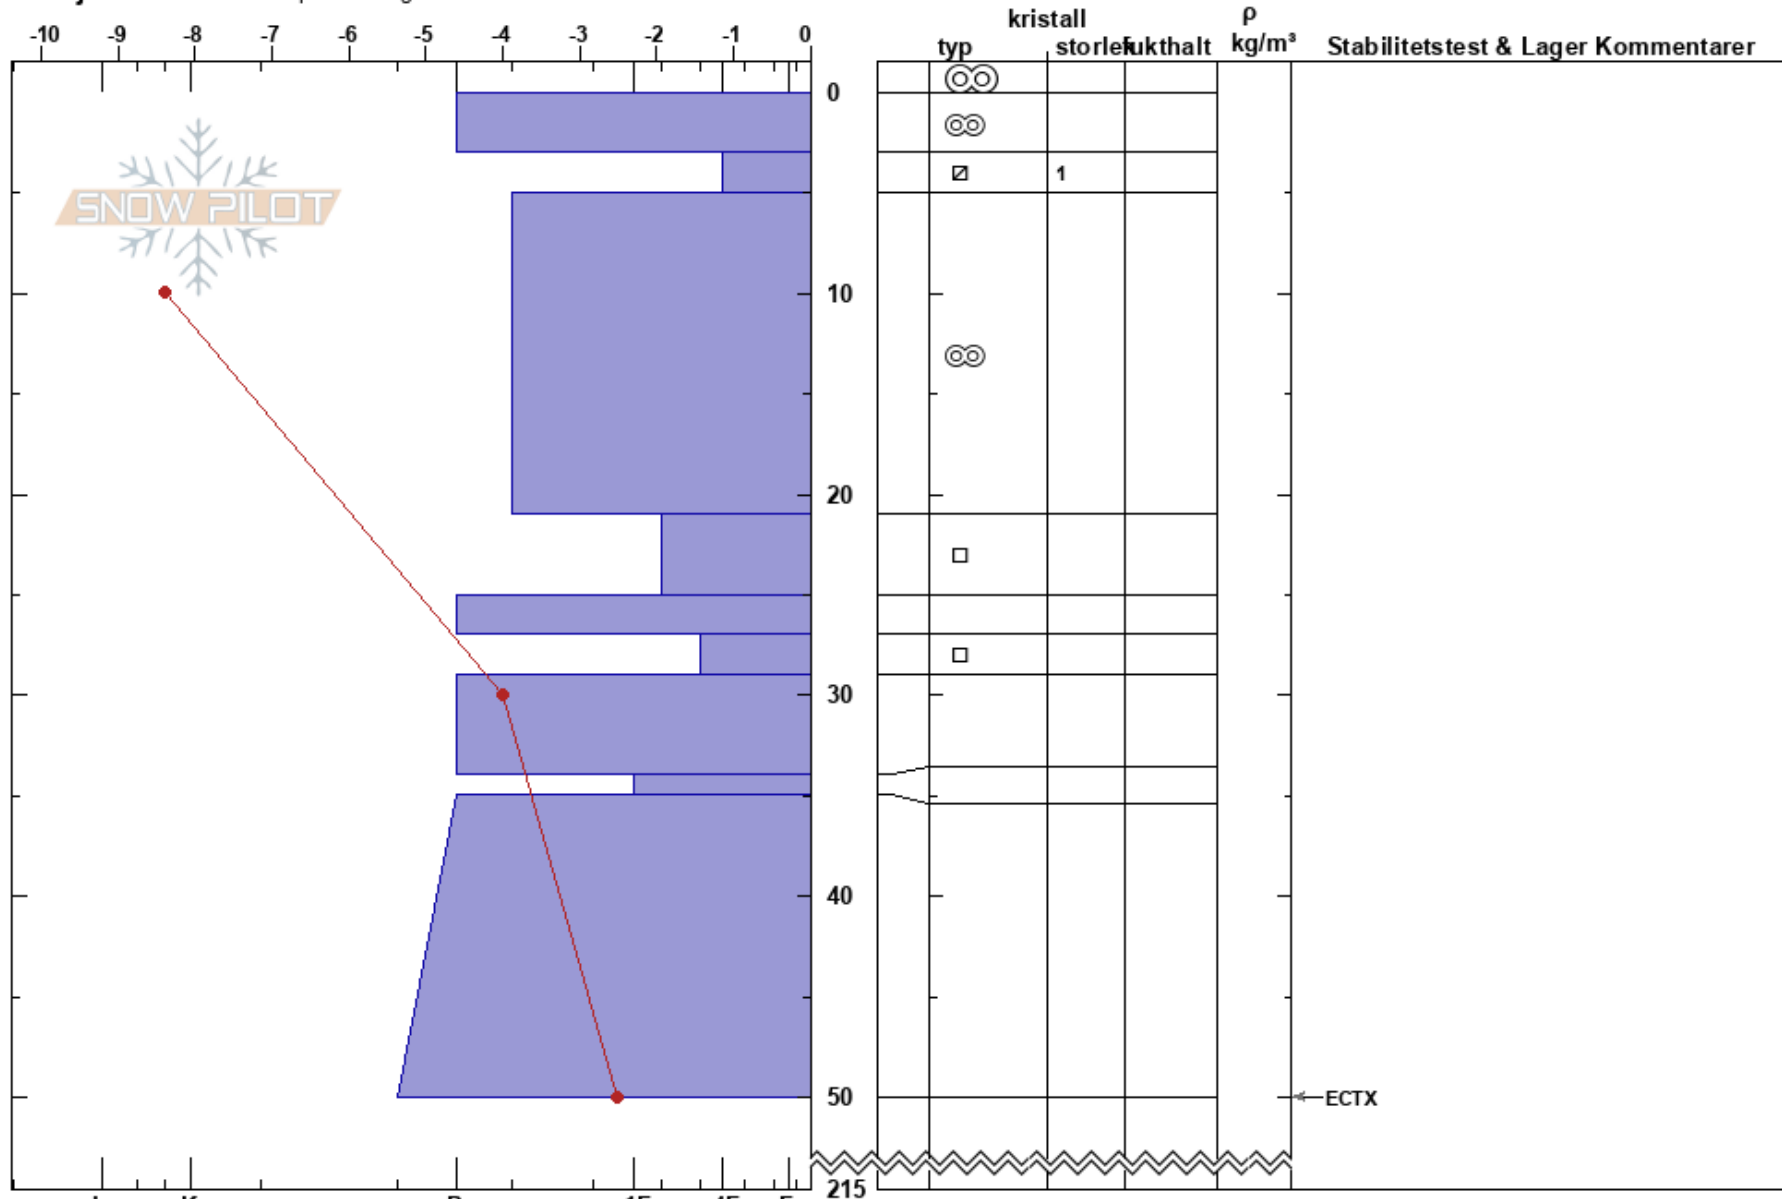 kristall
ρ
-10 -9 -8 -7 -6 -5 -4 -3 -2 -1 0
typ storlek fukthalt kg/m³ Stabilitetstest & Lager Kommentarer
0
1
SNOW PILOT
10
20
30
40
50
ECTX
215